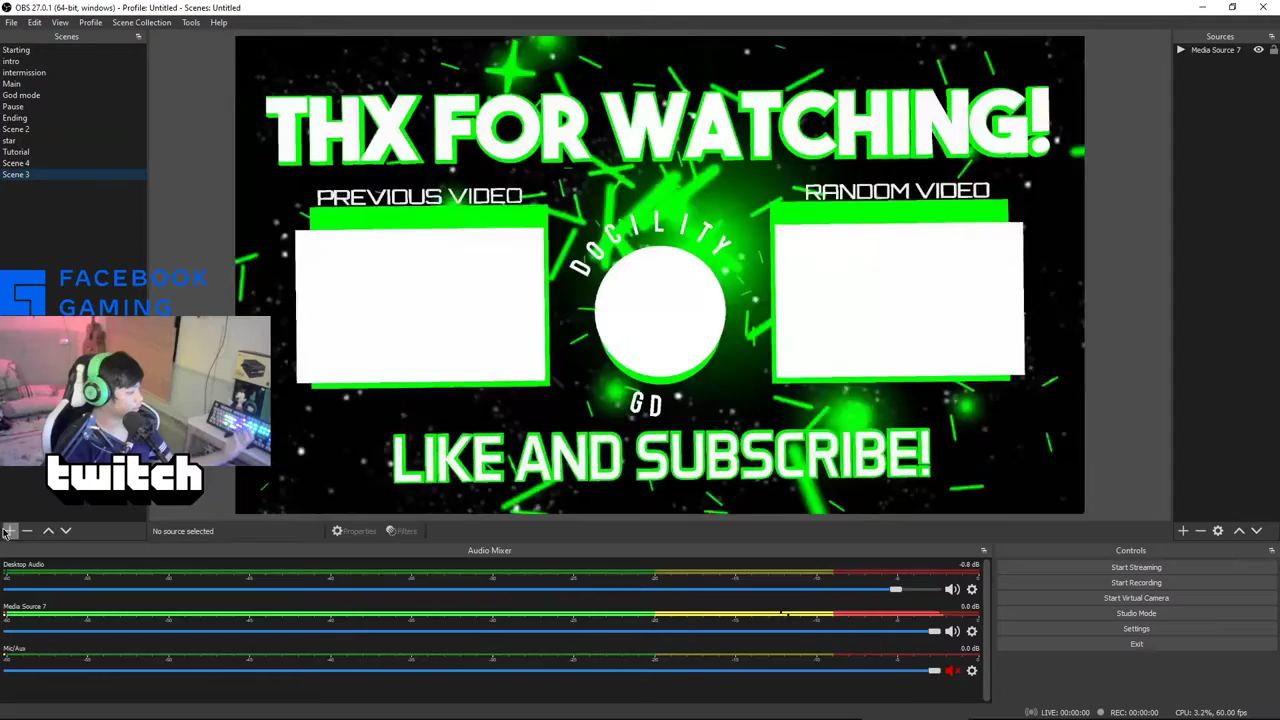 OBS 27.0.1 (64-bit, windows) - Profile: Untitled - Scenes: Untitled
File Edit View Profile Scene Collection Tools Help
Scenes
Starting
intro
intermission
Main
God mode
Pause
Ending
Scene 2
star
Tutorial
Scene 4
Scene 3
FACEBOOK
GAMING
twitch
THX FOR WATCHING!
PREVIOUS VIDEO
RANDOM VIDEO
DOCILITY
GD
LIKE AND SUBSCRIBE!
Sources
Media Source 7
No source selected
Properties
Filters
Audio Mixer
Desktop Audio
-0.8 dB
Media Source 7
0.0 dB
Mic/Aux
0.0 dB
Controls
Start Streaming
Start Recording
Start Virtual Camera
Studio Mode
Settings
Exit
LIVE: 00:00:00 REC: 00:00:00 CPU: 3.2%, 60.00 fps